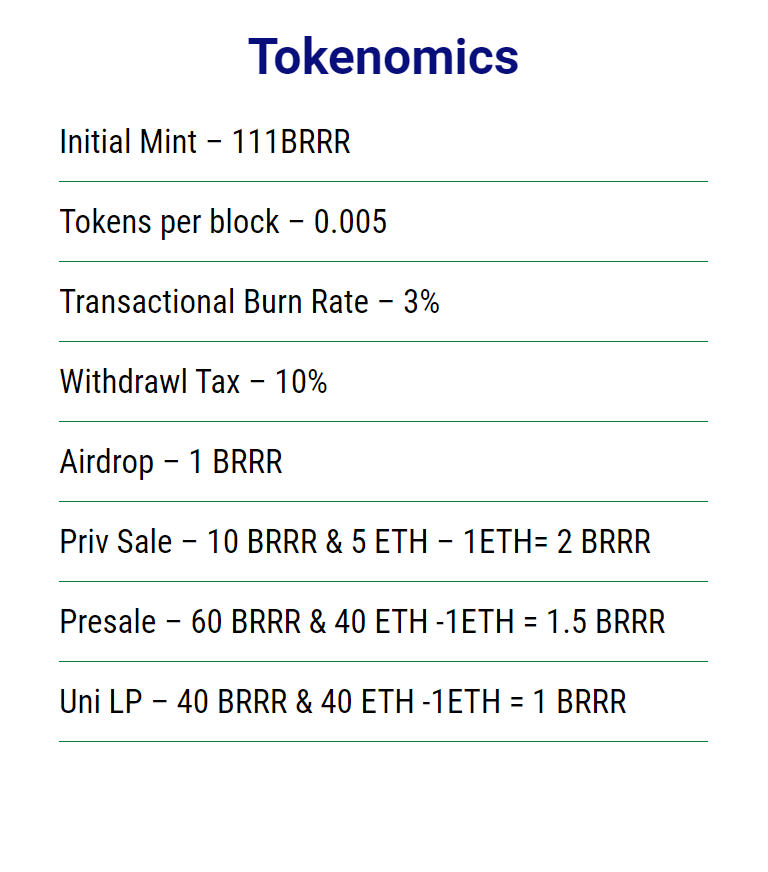 Tokenomics
Initial Mint – 111BRRR
Tokens per block – 0.005
Transactional Burn Rate – 3%
Withdrawl Tax – 10%
Airdrop – 1 BRRR
Priv Sale – 10 BRRR & 5 ETH – 1ETH= 2 BRRR
Presale – 60 BRRR & 40 ETH -1ETH = 1.5 BRRR
Uni LP – 40 BRRR & 40 ETH -1ETH = 1 BRRR